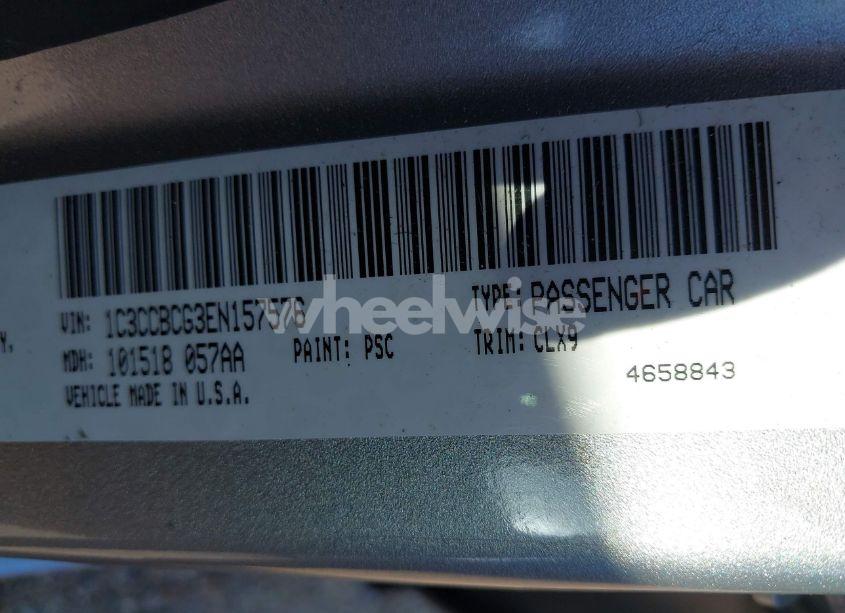 VIN: 1C3CCBCG3EN157576 TYPE: PASSENGER CAR
Y,
MDH: 101518 057AA PAINT: PSC TRIM: CLX9
VEHICLE MADE IN U.S.A. 4658843
wheelwise